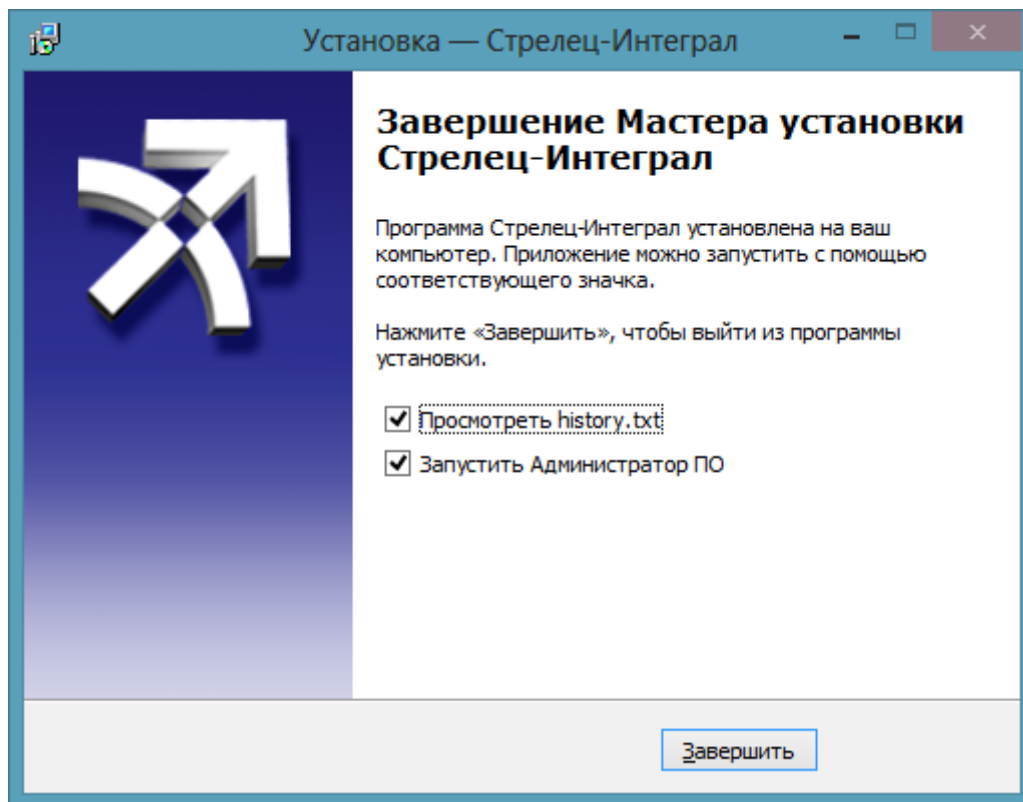 Установка — Стрелец-Интеграл
Завершение Мастера установки
Стрелец-Интеграл
Программа Стрелец-Интеграл установлена на ваш
компьютер. Приложение можно запустить с помощью
соответствующего значка.
Нажмите «Завершить», чтобы выйти из программы
установки.
Просмотреть history.txt
Запустить Администратор ПО
Завершить